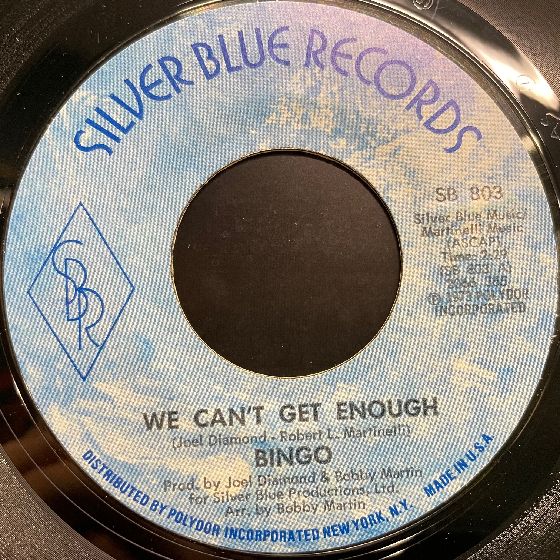 SILVER BLUE RECORDS
SB 803
Silver Blue Music/
Martinelli Music
(ASCAP)
Time:
INCORPORATED
SBR
WE CAN'T GET ENOUGH
(Joel Diamond - Robert L. Martinelli)
BINGO
Prod. by Joel Diamond & Bobby Martin
for Silver Blue Productions, Ltd.
Arr. by Bobby Martin
DISTRIBUTED BY POLYDOR INCORPORATED NEW YORK, N.Y. MADE IN U.S.A.